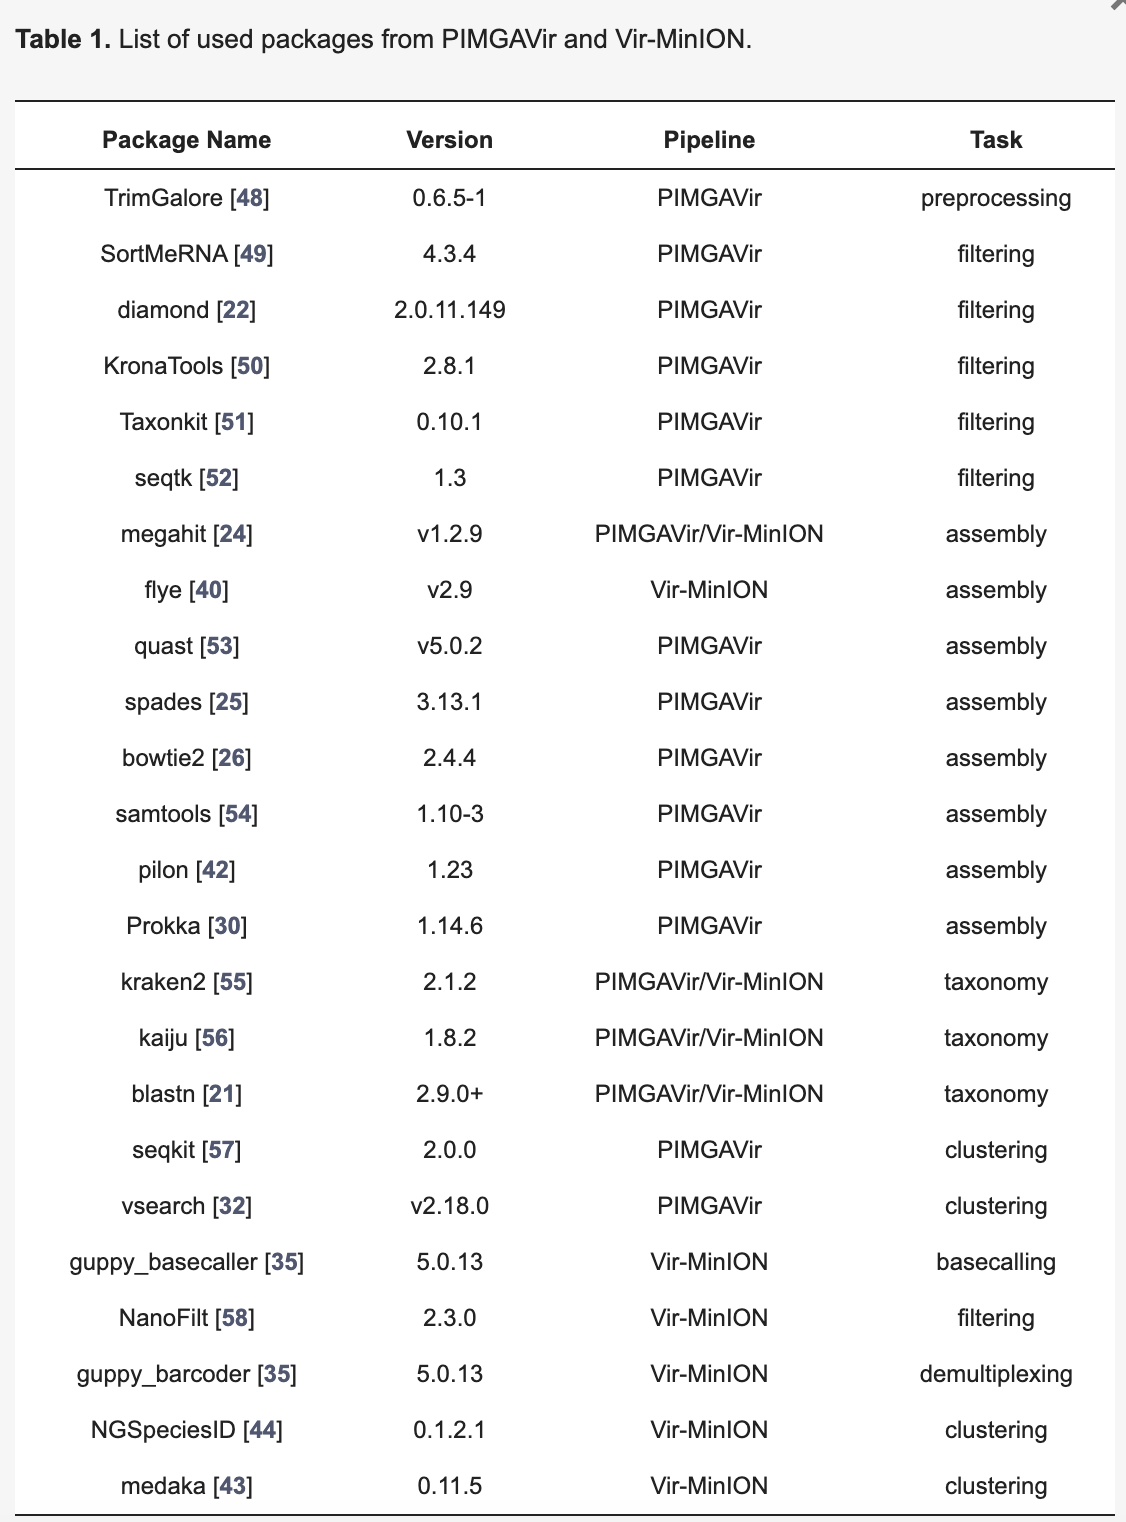 Table 1. List of used packages from PIMGAVir and Vir-MinION.
Package Name Version Pipeline Task
TrimGalore [48] 0.6.5-1 PIMGAVir preprocessing
SortMeRNA [49] 4.3.4 PIMGAVir filtering
diamond [22] 2.0.11.149 PIMGAVir filtering
KronaTools [50] 2.8.1 PIMGAVir filtering
Taxonkit [51] 0.10.1 PIMGAVir filtering
seqtk [52] 1.3 PIMGAVir filtering
megahit [24] v1.2.9 PIMGAVir/Vir-MinION assembly
flye [40] v2.9 Vir-MinION assembly
quast [53] v5.0.2 PIMGAVir assembly
spades [25] 3.13.1 PIMGAVir assembly
bowtie2 [26] 2.4.4 PIMGAVir assembly
samtools [54] 1.10-3 PIMGAVir assembly
pilon [42] 1.23 PIMGAVir assembly
Prokka [30] 1.14.6 PIMGAVir assembly
kraken2 [55] 2.1.2 PIMGAVir/Vir-MinION taxonomy
kaiju [56] 1.8.2 PIMGAVir/Vir-MinION taxonomy
blastn [21] 2.9.0+ PIMGAVir/Vir-MinION taxonomy
seqkit [57] 2.0.0 PIMGAVir clustering
vsearch [32] v2.18.0 PIMGAVir clustering
guppy_basecaller [35] 5.0.13 Vir-MinION basecalling
NanoFilt [58] 2.3.0 Vir-MinION filtering
guppy_barcoder [35] 5.0.13 Vir-MinION demultiplexing
NGSpeciesID [44] 0.1.2.1 Vir-MinION clustering
medaka [43] 0.11.5 Vir-MinION clustering